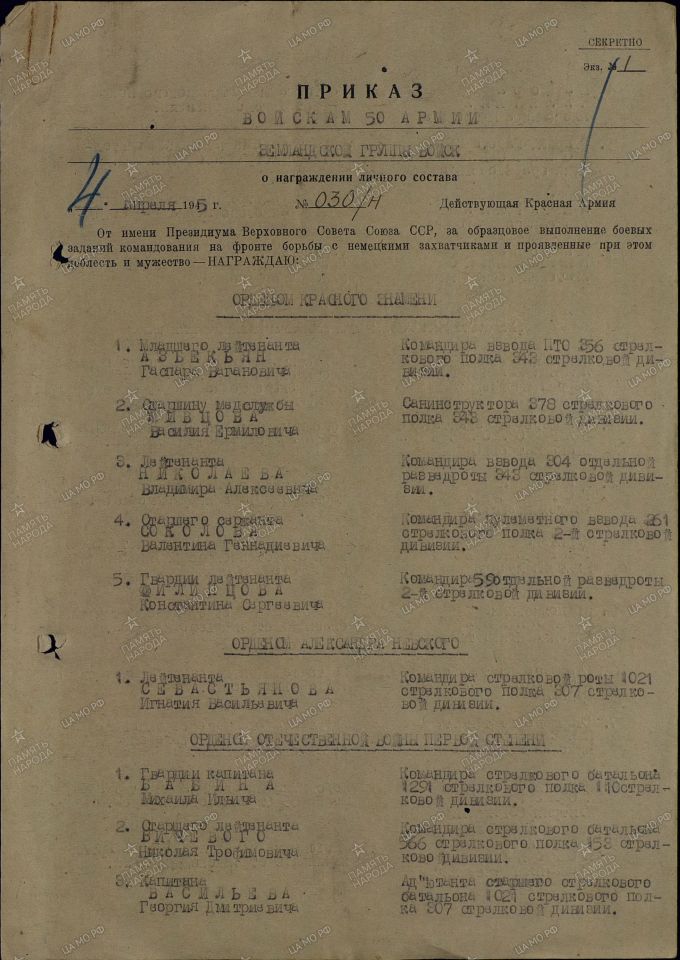 СЕКРЕТНО
Экз. № 1
ПРИКАЗ
ВОЙСКАМ 50 АРМИИ
ЗЕМЛАНДСКОЙ ГРУППЫ ВОЙСК
о награждении личного состава
4 апреля 1945 г. № 030/н Действующая Красная Армия
От имени Президиума Верховного Совета Союза ССР, за образцовое выполнение боевых
заданий командования на фронте борьбы с немецкими захватчиками и проявленные при этом
доблесть и мужество — НАГРАЖДАЮ:
ОРДЕНОМ КРАСНОГО ЗНАМЕНИ
1. Младшего лейтенанта
АЗБЕКЬЯН
Гаспара Вагановича
Командира взвода ПТО 356 стрел-
кового полка 343 стрелковой ди-
визии.
2. Старшину медслужбы
Василия Ермиловича
Санинструктора 378 стрелкового
полка 343 стрелковой дивизии.
3. Лейтенанта
НИКОЛАЕВА
Владимира Алексеевича
Командира взвода 304 отдельной
разведроты 343 стрелковой диви-
зии.
4. Старшего сержанта
СОКОЛОВА
Валентина Геннадиевича
Командира пулеметного взвода 261
стрелкового полка 2-й стрелковой
дивизии.
5. Гвардии лейтенанта
ФИЛИПЦОВА
Константина Сергеевича
Командира 59 отдельной разведроты
2-й стрелковой дивизии.
ОРДЕНОМ АЛЕКСАНДРА НЕВСКОГО
1. Лейтенанта
СЕВАСТЬЯНОВА
Игнатия Васильевича
Командира стрелковой роты 1021
стрелкового полка 307 стрелко-
вой дивизии.
ОРДЕНОМ ОТЕЧЕСТВЕННОЙ ВОЙНЫ ПЕРВОЙ СТЕПЕНИ
1. Гвардии капитана
БАБИНА
Михаила Ильича
Командира стрелкового батальона
1291 стрелкового полка 110 стрел-
ковой дивизии.
2. Старшего лейтенанта
БИЧЕВОГО
Николая Трофимовича
Командира стрелкового батальона
566 стрелкового полка 153 стрел-
ковой дивизии.
3. Капитана
ВАСИЛЬЕВА
Георгия Дмитриевича
Ад"ютанта старшего стрелкового
батальона 1021 стрелкового пол-
ка 307 стрелковой дивизии.
ПАМЯТЬ НАРОДА
ЦАМО.РФ